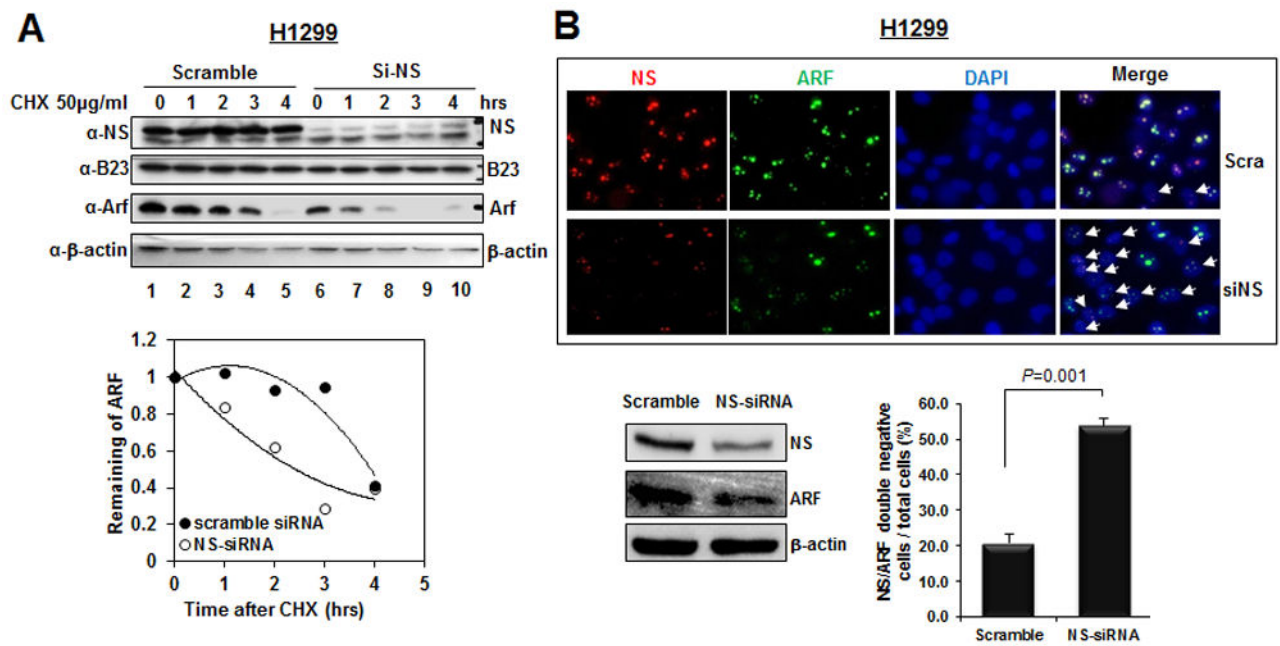 A
H1299
Scramble Si-NS
CHX 50µg/ml 0 1 2 3 4 0 1 2 3 4 hrs
α-NS NS
α-B23 B23
α-Arf Arf
α-β-actin β-actin
1 2 3 4 5 6 7 8 9 10
1.2
1
0.8
0.6
0.4
0.2
0
Remaining of ARF
scramble siRNA
NS-siRNA
0 1 2 3 4 5
Time after CHX (hrs)
B
H1299
NS ARF DAPI Merge
Scra
siNS
Scramble NS-siRNA
NS
ARF
β-actin
P=0.001
60.0
50.0
40.0
30.0
20.0
10.0
0.0
NS/ARF double negative
cells / total cells (%)
Scramble NS-siRNA